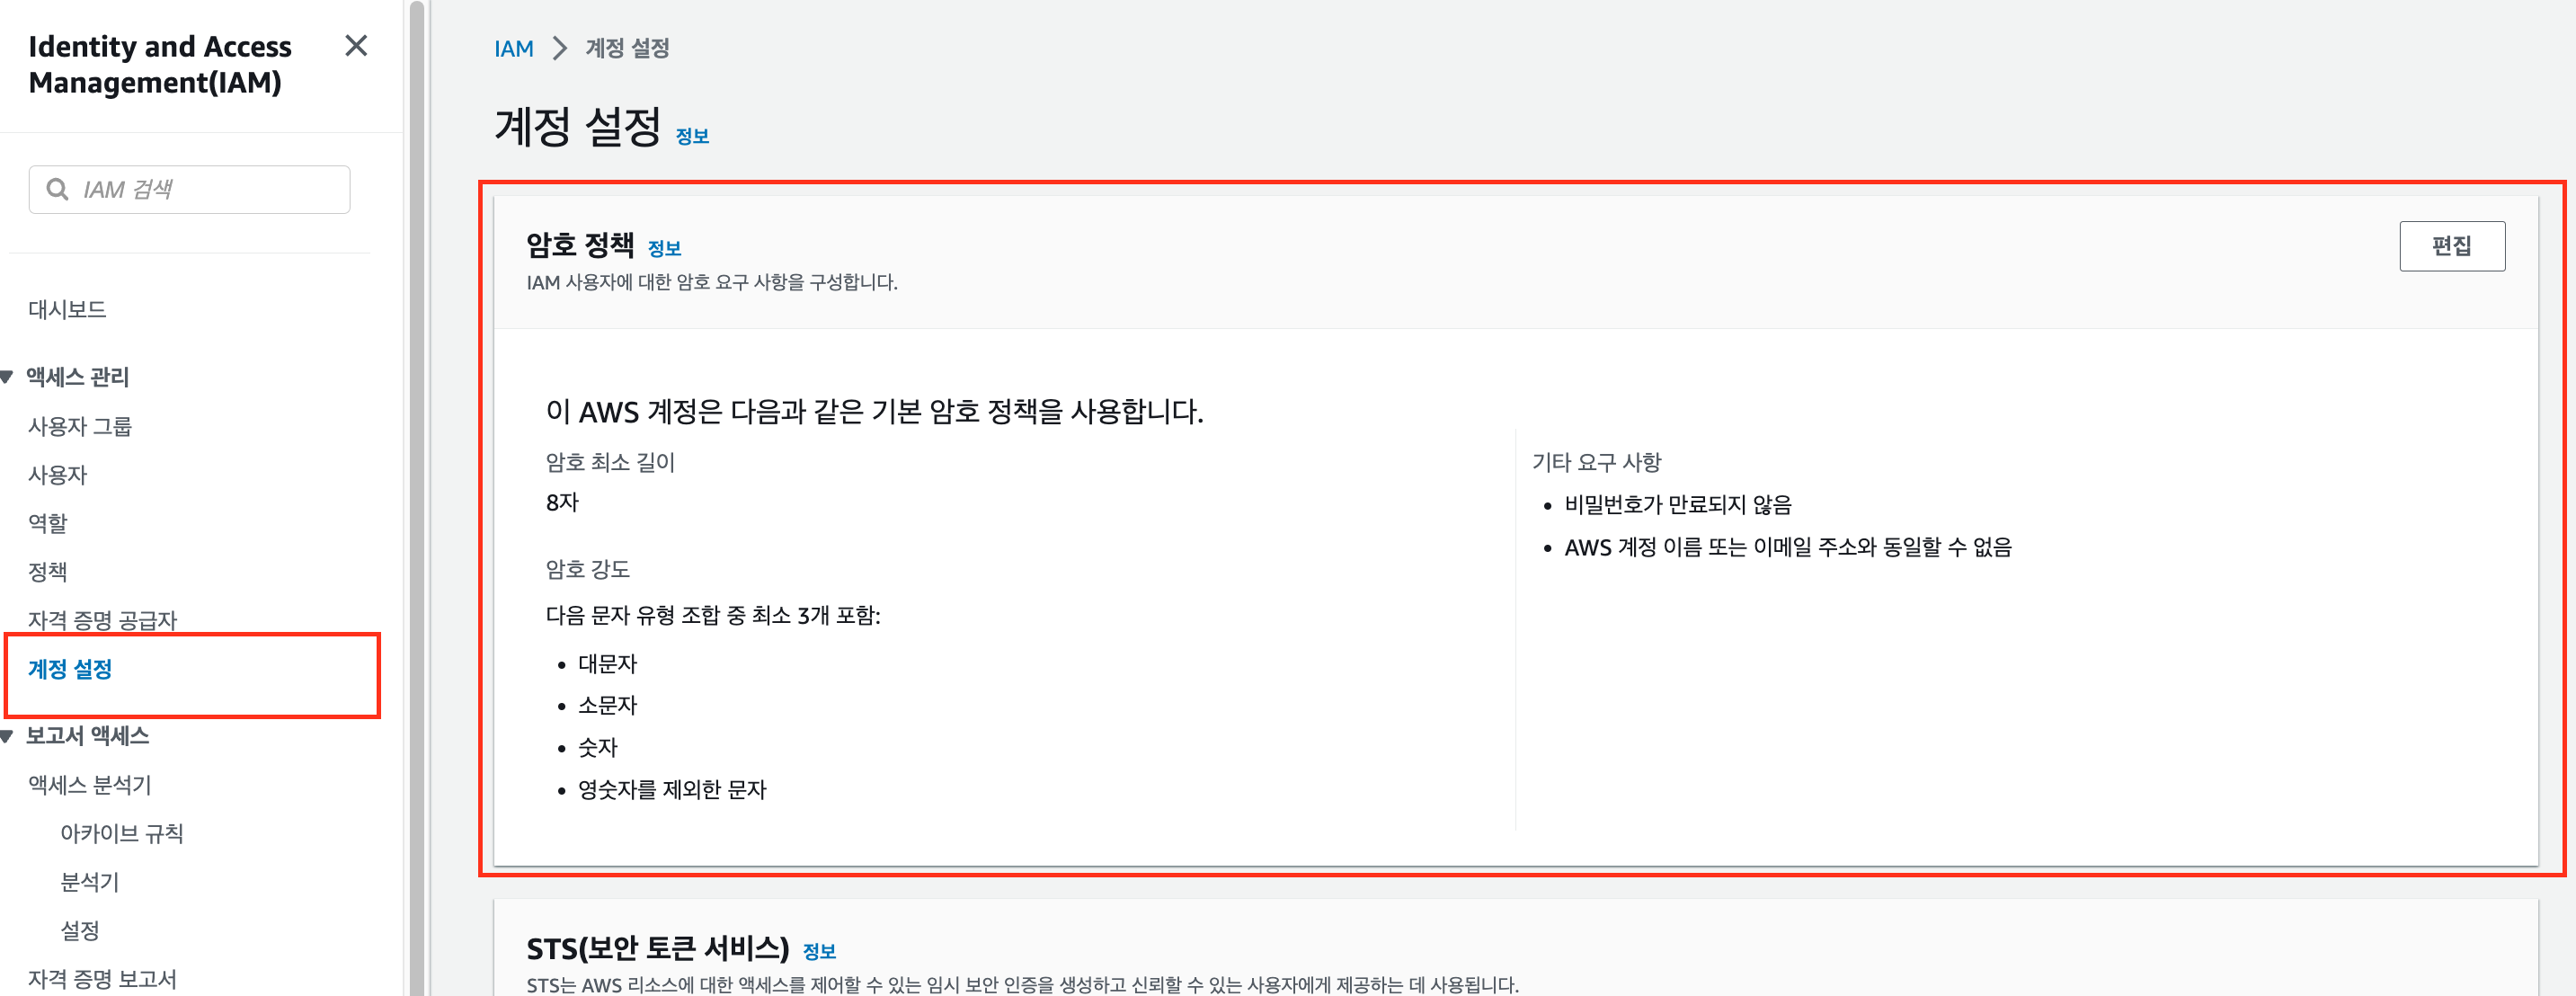 Identity and Access
Management(IAM)
IAM 검색
대시보드
액세스 관리
사용자 그룹
사용자
역할
정책
자격 증명 공급자
계정 설정
보고서 액세스
액세스 분석기
아카이브 규칙
분석기
설정
자격 증명 보고서
IAM > 계정 설정
계정 설정 정보
암호 정책 정보
편집
IAM 사용자에 대한 암호 요구 사항을 구성합니다.
이 AWS 계정은 다음과 같은 기본 암호 정책을 사용합니다.
암호 최소 길이
8자
암호 강도
다음 문자 유형 조합 중 최소 3개 포함:
• 대문자
• 소문자
• 숫자
• 영숫자를 제외한 문자
기타 요구 사항
• 비밀번호가 만료되지 않음
• AWS 계정 이름 또는 이메일 주소와 동일할 수 없음
STS(보안 토큰 서비스) 정보
STS는 AWS 리소스에 대한 액세스를 제어할 수 있는 임시 보안 인증을 생성하고 신뢰할 수 있는 사용자에게 제공하는 데 사용됩니다.